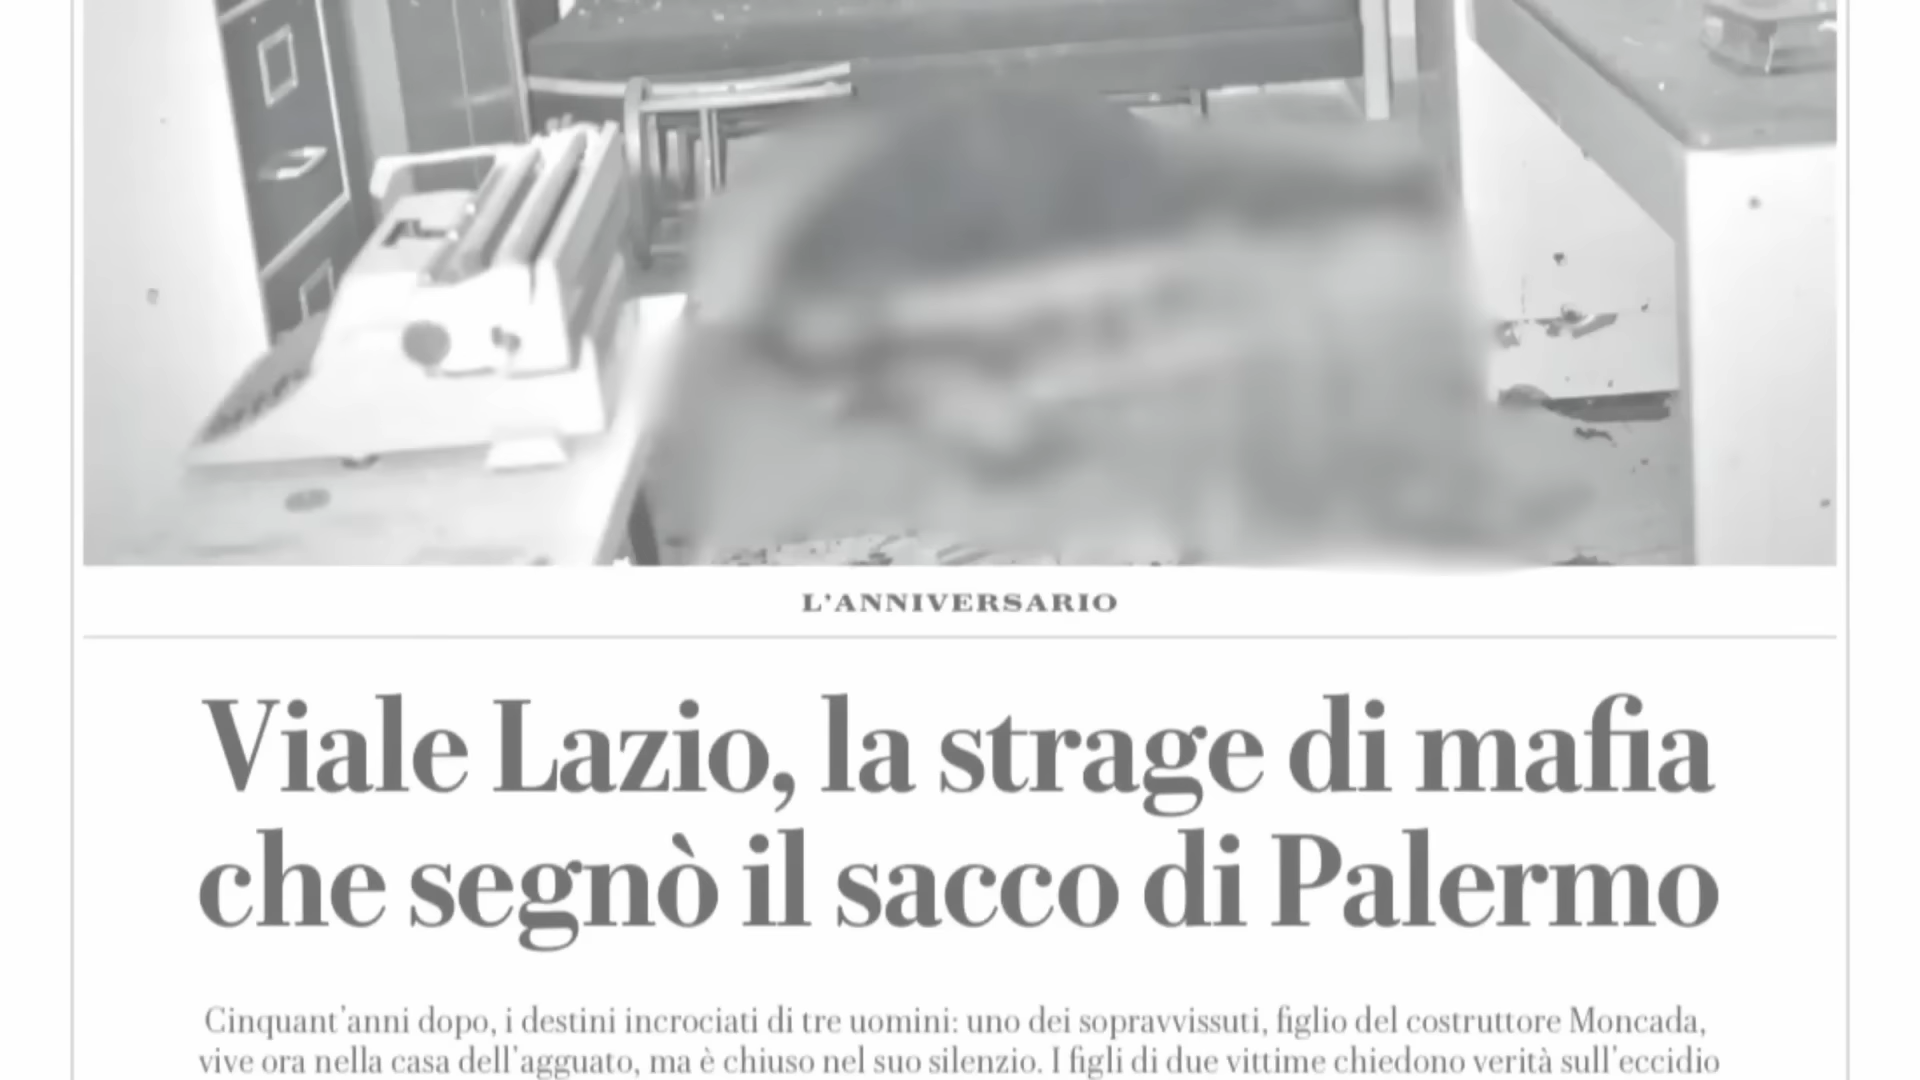 L'ANNIVERSARIO
Viale Lazio, la strage di mafia
che segnò il sacco di Palermo
Cinquant'anni dopo, i destini incrociati di tre uomini: uno dei sopravvissuti, figlio del costruttore Moncada,
vive ora nella casa dell'agguato, ma è chiuso nel suo silenzio. I figli di due vittime chiedono verità sull'eccidio